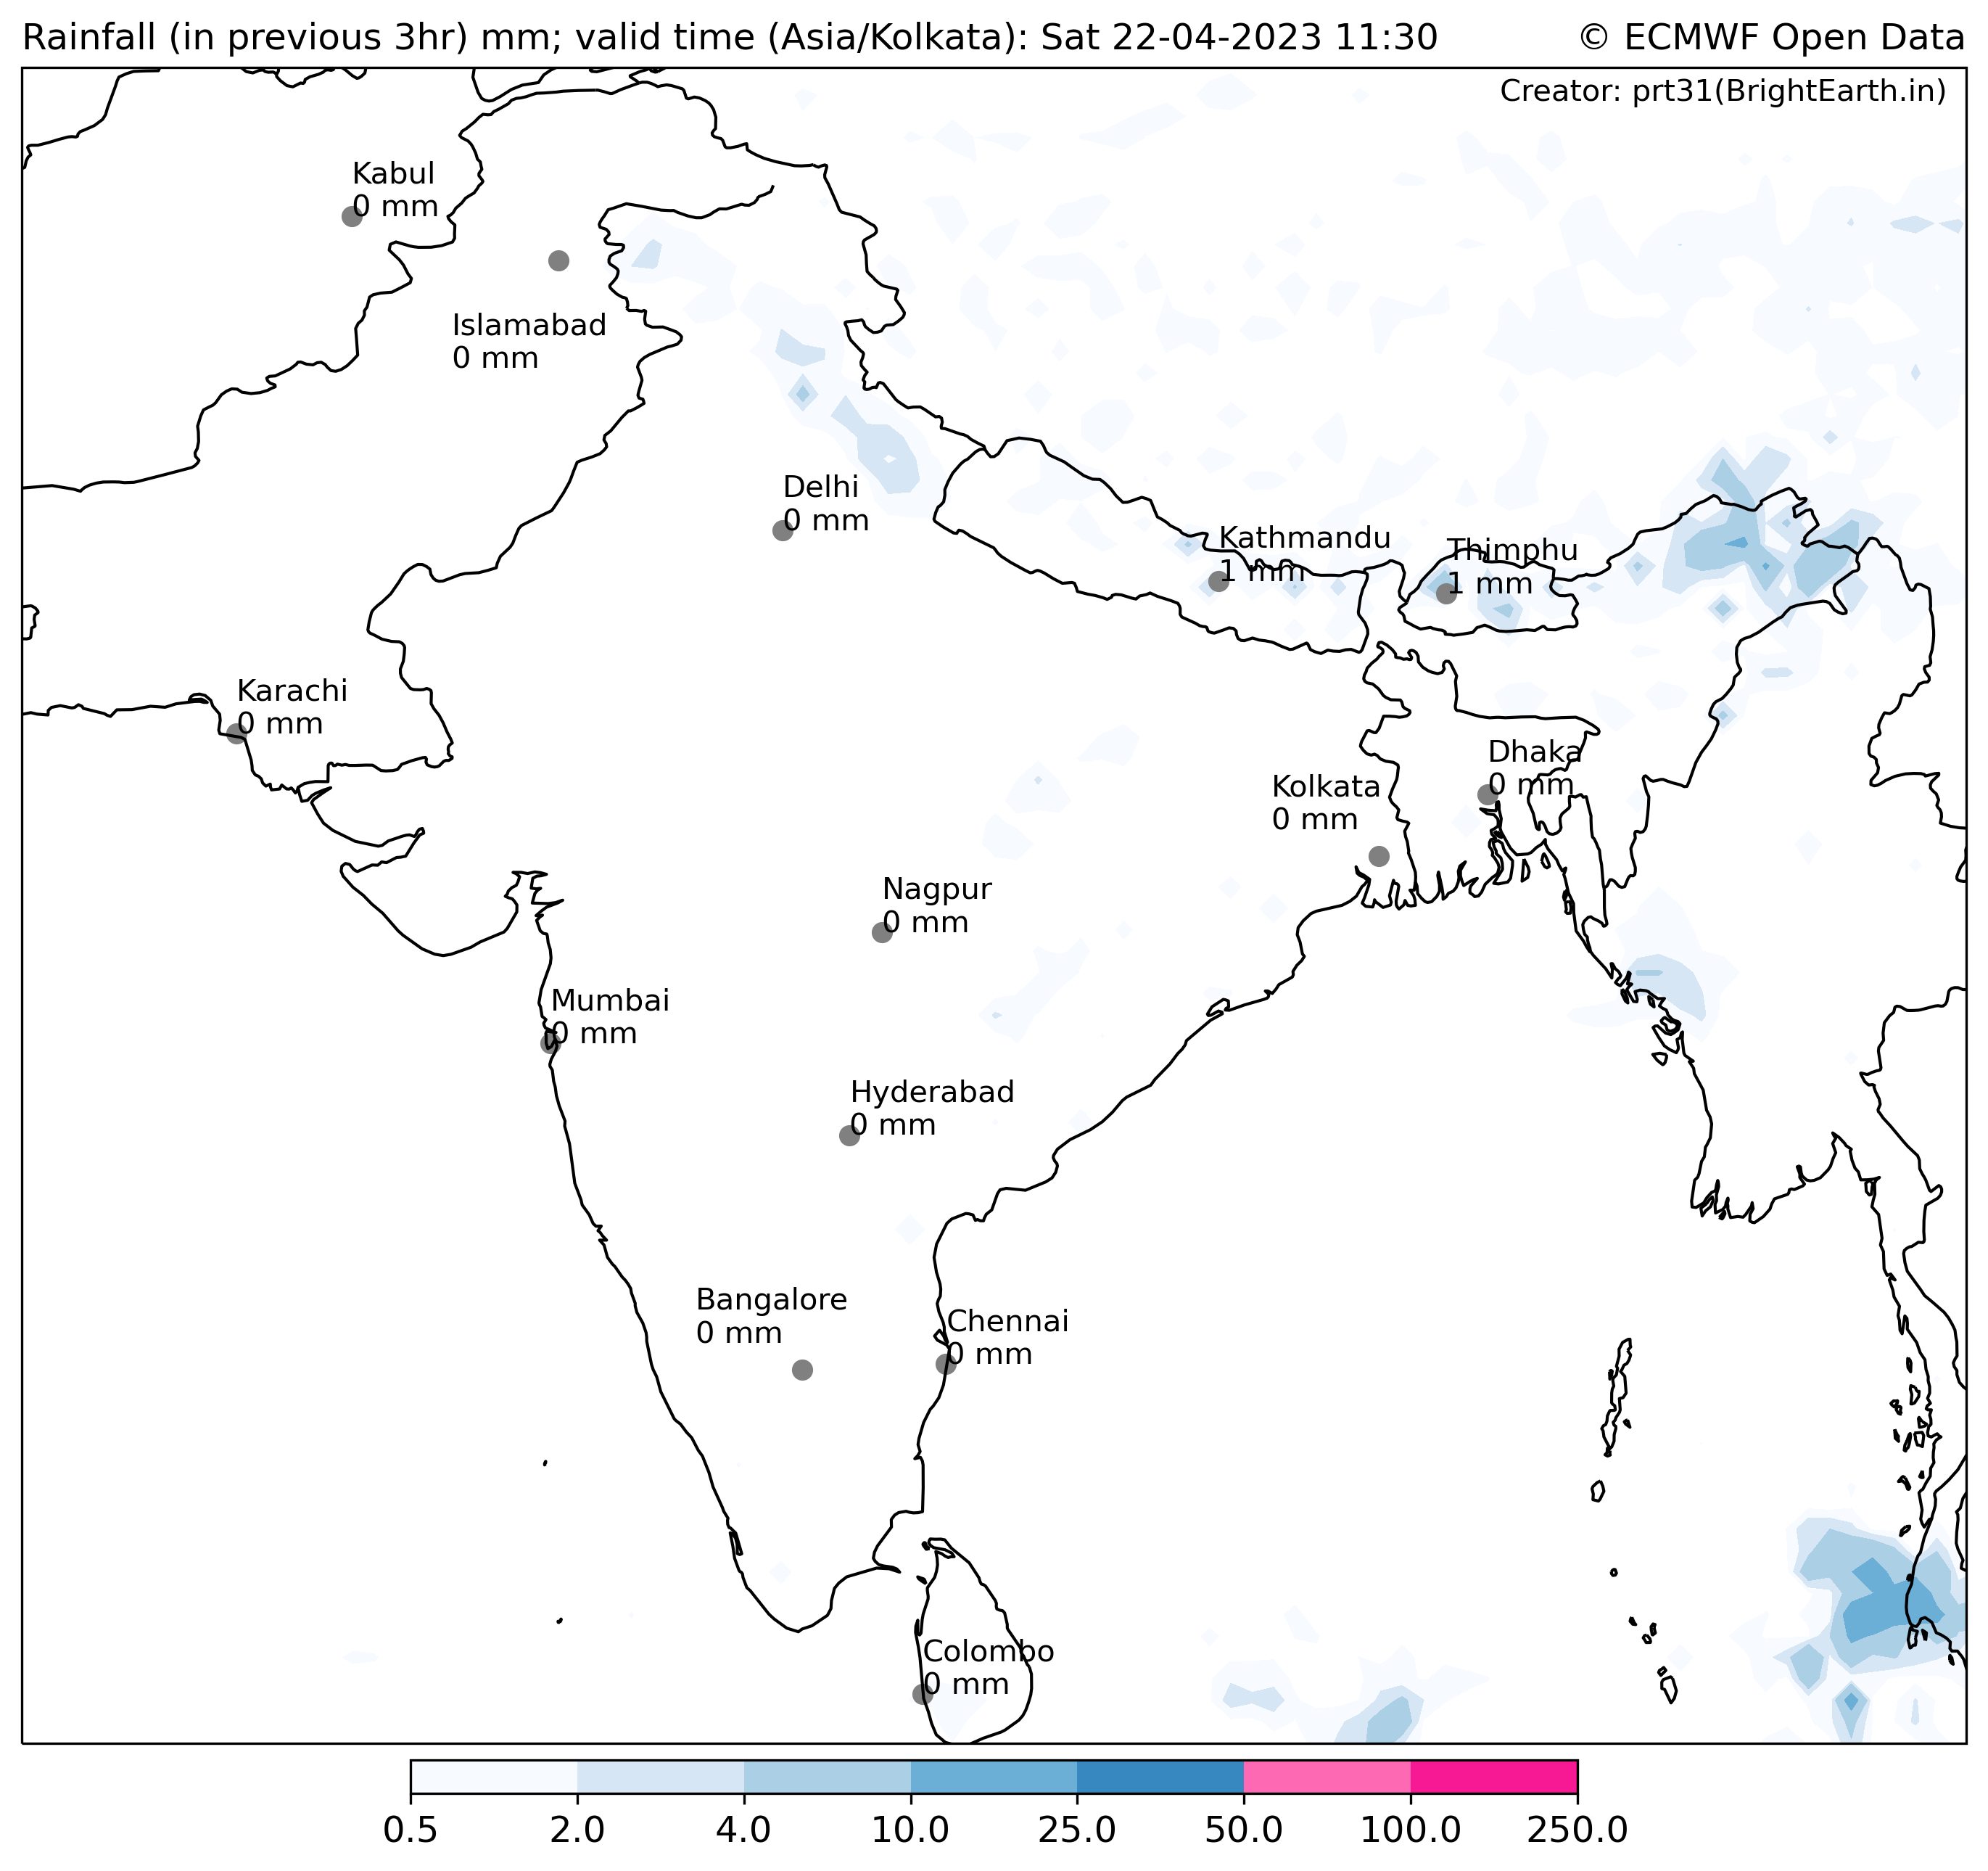 Rainfall (in previous 3hr) mm; valid time (Asia/Kolkata): Sat 22-04-2023 11:30
© ECMWF Open Data
Creator: prt31(BrightEarth.in)
Kabul
0 mm
Islamabad
0 mm
Delhi
0 mm
Kathmandu
1 mm
Thimphu
1 mm
Karachi
0 mm
Dhaka
0 mm
Kolkata
0 mm
Nagpur
0 mm
Mumbai
0 mm
Hyderabad
0 mm
Bangalore
0 mm
Chennai
0 mm
Colombo
0 mm
0.5 2.0 4.0 10.0 25.0 50.0 100.0 250.0